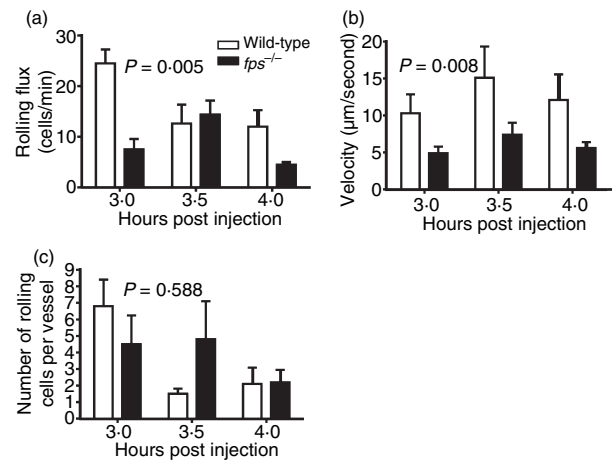 (a)
30
20
10
0
Rolling flux
(cells/min)
P = 0·005
Wild-type
fps–/–
3·0 3·5 4·0
Hours post injection
(b)
20
15
10
5
0
Velocity (µm/second)
P = 0·008
3·0 3·5 4·0
Hours post injection
(c)
9
8
7
6
5
4
3
2
1
0
Number of rolling
cells per vessel
P = 0·588
3·0 3·5 4·0
Hours post injection